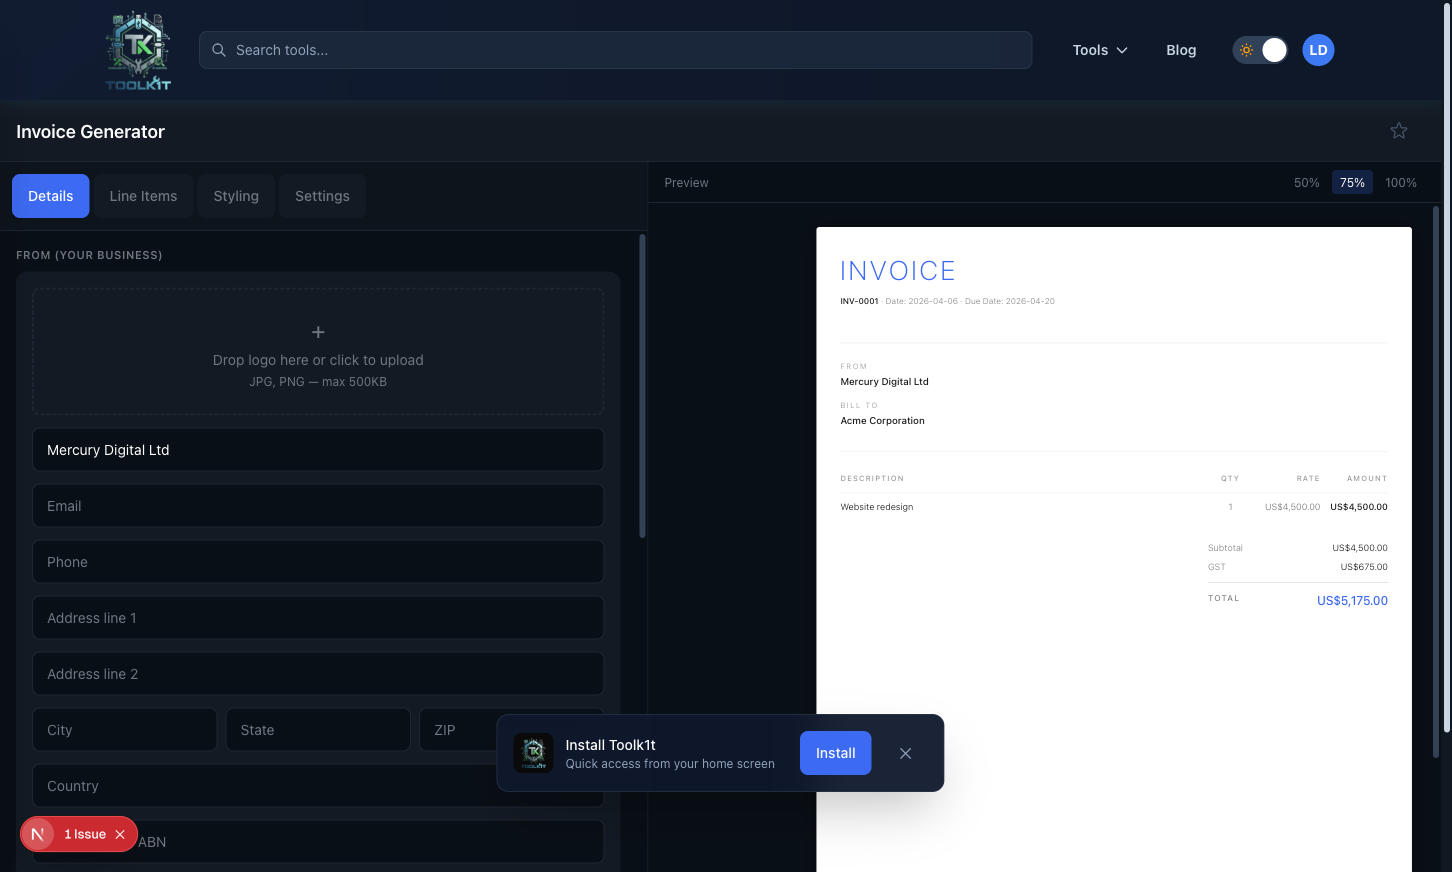 TK
TOOLK1T
Search tools...
Tools
Blog
LD
Invoice Generator
Details
Line Items
Styling
Settings
Preview
50%
75%
100%
FROM (YOUR BUSINESS)
+
Drop logo here or click to upload
JPG, PNG — max 500KB
Mercury Digital Ltd
Email
Phone
Address line 1
Address line 2
City
State
ZIP
Country
ABN
N
1 Issue
INVOICE
INV-0001 · Date: 2026-04-06 · Due Date: 2026-04-20
FROM
Mercury Digital Ltd
BILL TO
Acme Corporation
DESCRIPTION QTY RATE AMOUNT
Website redesign 1 US$4,500.00 US$4,500.00
Subtotal US$4,500.00
GST US$675.00
TOTAL US$5,175.00
TOOLK1T
Install Toolk1t
Quick access from your home screen
Install